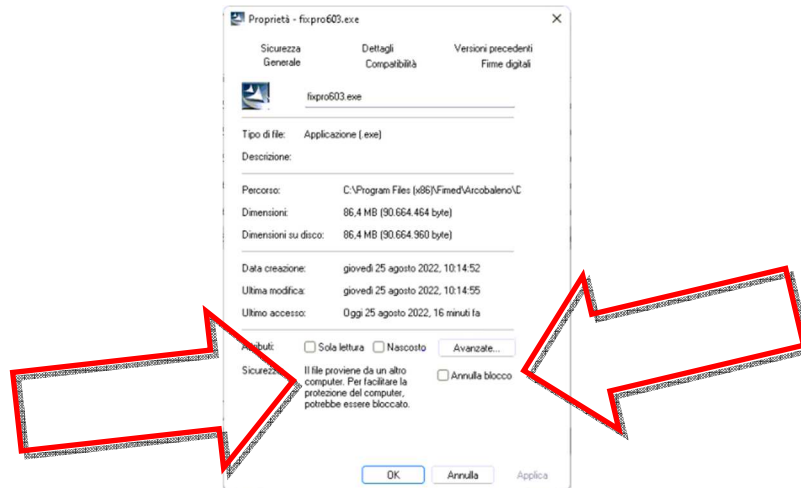 Proprietà - fixpro603.exe
Sicurezza Dettagli Versioni precedenti
Generale Compatibilità Firme digitali
fixpro603.exe
Tipo di file: Applicazione (.exe)
Descrizione:
Percorso: C:\Program Files (x86)\Fimed\Arcobaleno\D
Dimensioni: 86,4 MB (90.664.464 byte)
Dimensioni su disco: 86,4 MB (90.664.960 byte)
Data creazione: giovedì 25 agosto 2022, 10:14:52
Ultima modifica: giovedì 25 agosto 2022, 10:14:55
Ultimo accesso: Oggi 25 agosto 2022, 16 minuti fa
Attributi: Sola lettura Nascosto Avanzate...
Sicurezza: Il file proviene da un altro
computer. Per facilitare la Annulla blocco
protezione del computer,
potrebbe essere bloccato.
OK Annulla Applica